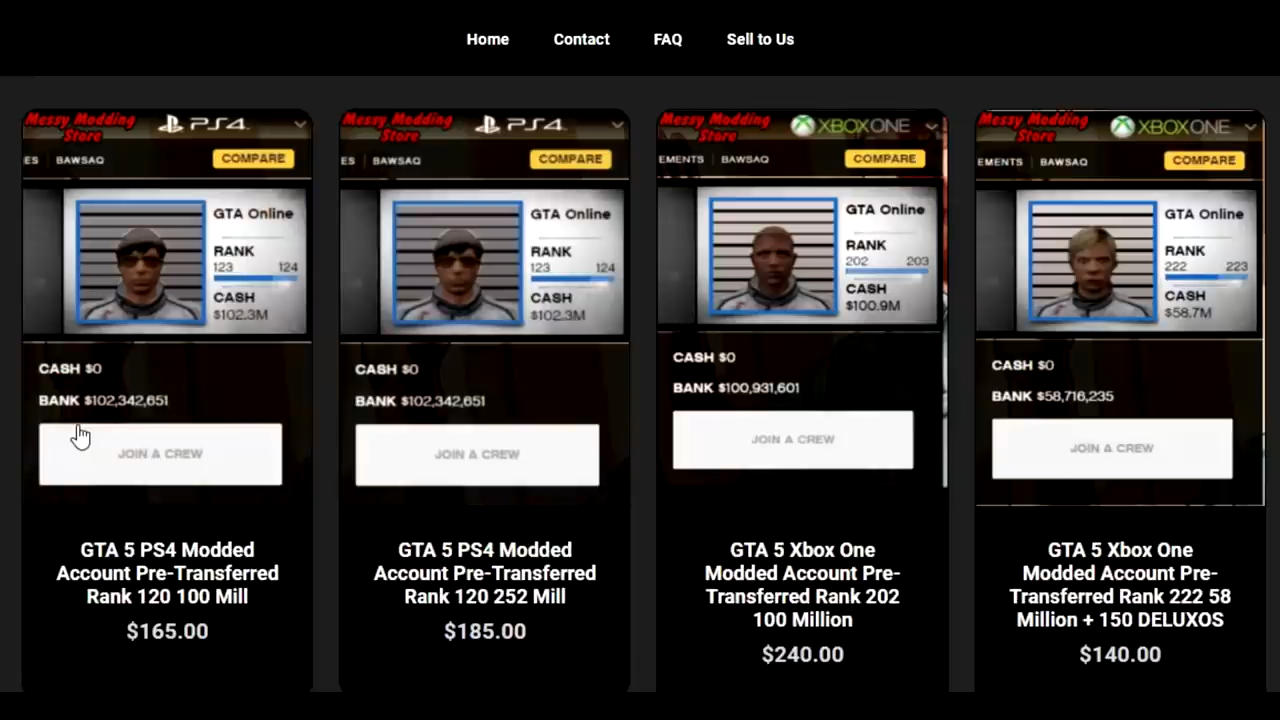 Home Contact FAQ Sell to Us
Messy Modding
Store
PS4
ES BAWSAQ COMPARE
GTA Online
RANK
123 124
CASH
$102.3M
CASH $0
BANK $102,342,651
JOIN A CREW
GTA 5 PS4 Modded
Account Pre-Transferred
Rank 120 100 Mill
$165.00
Messy Modding
Store
PS4
ES BAWSAQ COMPARE
GTA Online
RANK
123 124
CASH
$102.3M
CASH $0
BANK $102,342,651
JOIN A CREW
GTA 5 PS4 Modded
Account Pre-Transferred
Rank 120 252 Mill
$185.00
Messy Modding
Store
XBOX ONE
EMENTS BAWSAQ COMPARE
GTA Online
RANK
202 203
CASH
$100.9M
CASH $0
BANK $100,931,601
JOIN A CREW
GTA 5 Xbox One
Modded Account Pre-
Transferred Rank 202
100 Million
$240.00
Messy Modding
Store
XBOX ONE
EMENTS BAWSAQ COMPARE
GTA Online
RANK
222 223
CASH
$58.7M
CASH $0
BANK $58,716,235
JOIN A CREW
GTA 5 Xbox One
Modded Account Pre-
Transferred Rank 222 58
Million + 150 DELUXOS
$140.00